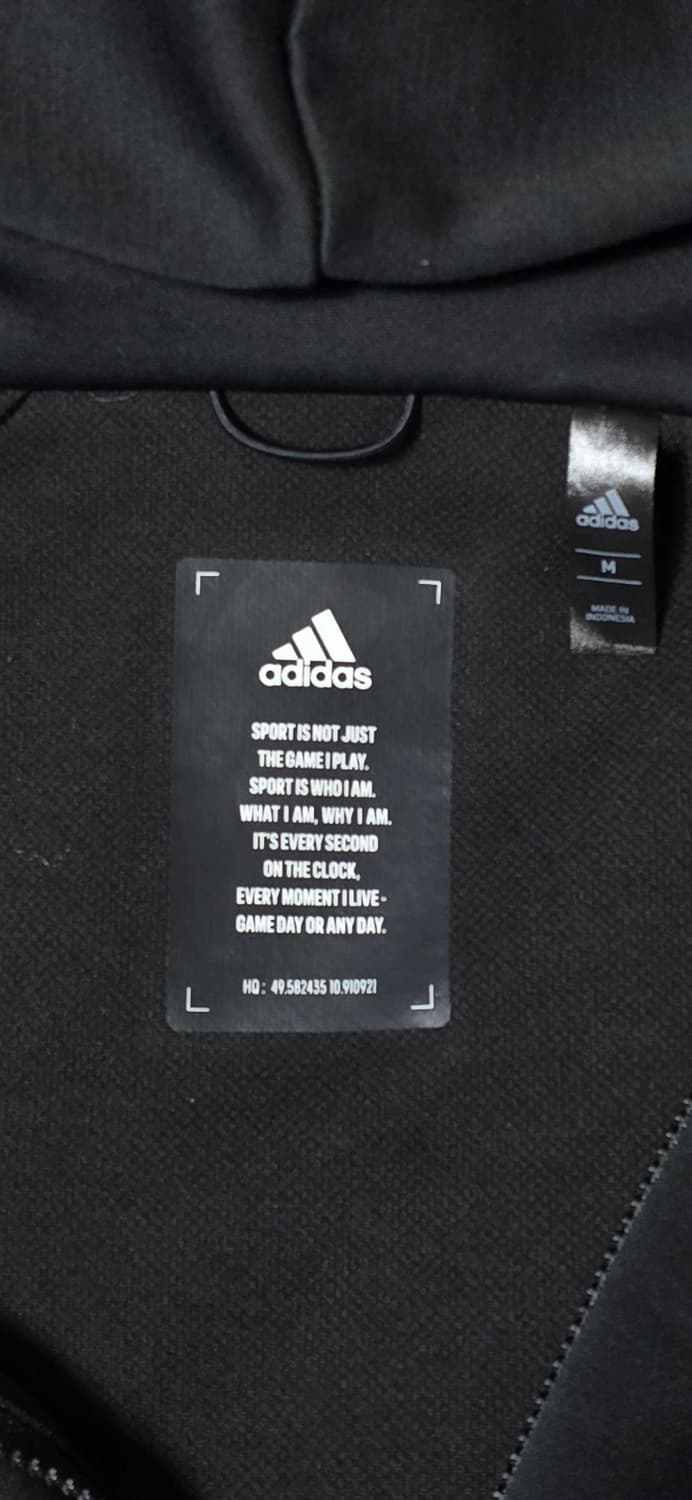 adidas
SPORT IS NOT JUST
THE GAME I PLAY.
SPORT IS WHO I AM.
WHAT I AM, WHY I AM.
IT'S EVERY SECOND
ON THE CLOCK,
EVERY MOMENT I LIVE-
GAME DAY OR ANY DAY.
HQ: 49.582435 10.910921
adidas
M
MADE IN
INDONESIA